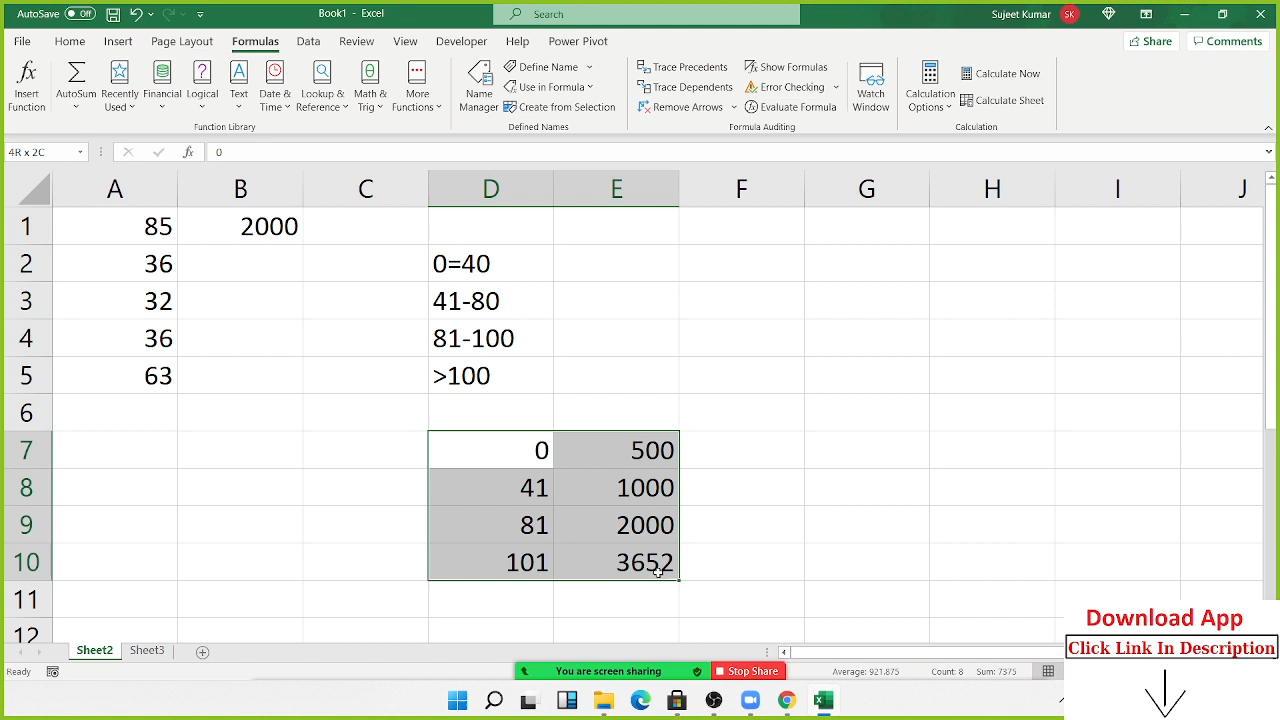 AutoSave Off Book1 - Excel Search Sujeet Kumar SK
File Home Insert Page Layout Formulas Data Review View Developer Help Power Pivot Share Comments
Insert Function
AutoSum
Recently Used
Financial
Logical
Text
Date & Time
Lookup & Reference
Math & Trig
More Functions
Function Library
Name Manager
Define Name
Use in Formula
Create from Selection
Defined Names
Trace Precedents
Trace Dependents
Remove Arrows
Show Formulas
Error Checking
Evaluate Formula
Formula Auditing
Watch Window
Calculation Options
Calculate Now
Calculate Sheet
Calculation
4R x 2C fx 0
A B C D E F G H I J
1 85 2000
2 36 0=40
3 32 41-80
4 36 81-100
5 63 >100
6
7 0 500
8 41 1000
9 81 2000
10 101 3652
11
12
Sheet2 Sheet3
Ready You are screen sharing Stop Share Average: 921.875 Count: 8 Sum: 7375
Download App
Click Link In Description